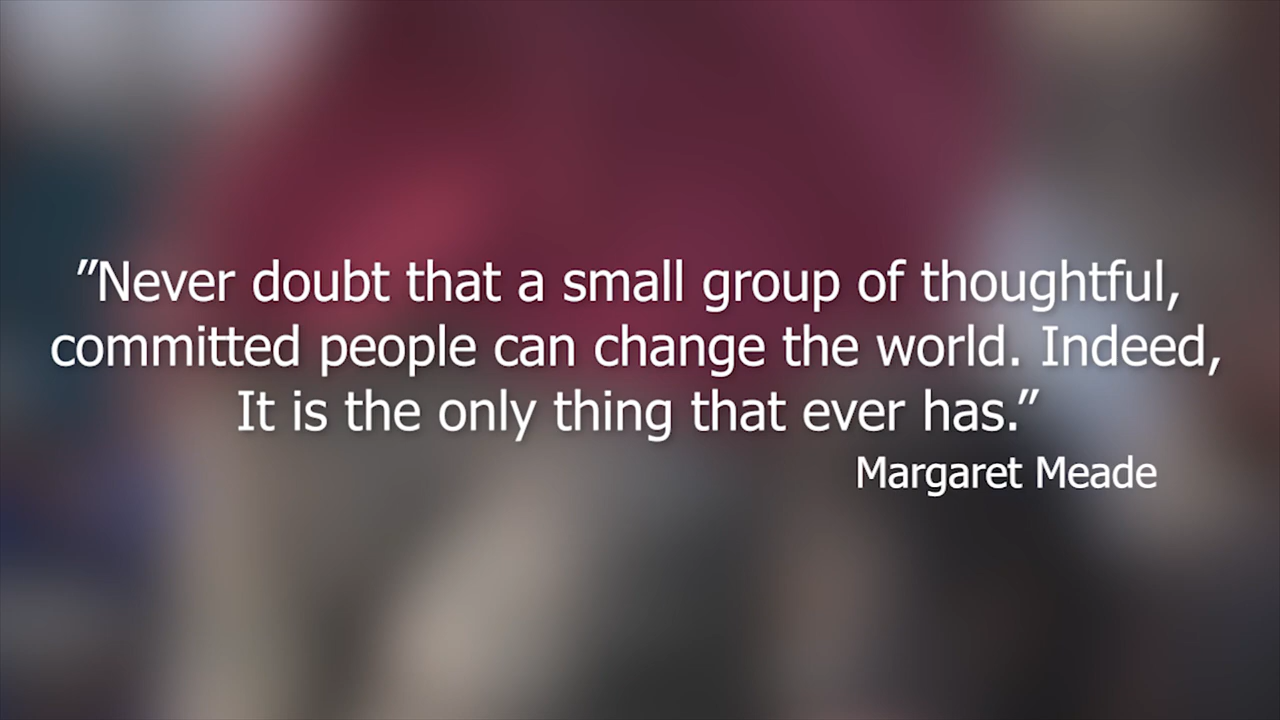 ”Never doubt that a small group of thoughtful,
committed people can change the world. Indeed,
It is the only thing that ever has.”
Margaret Meade